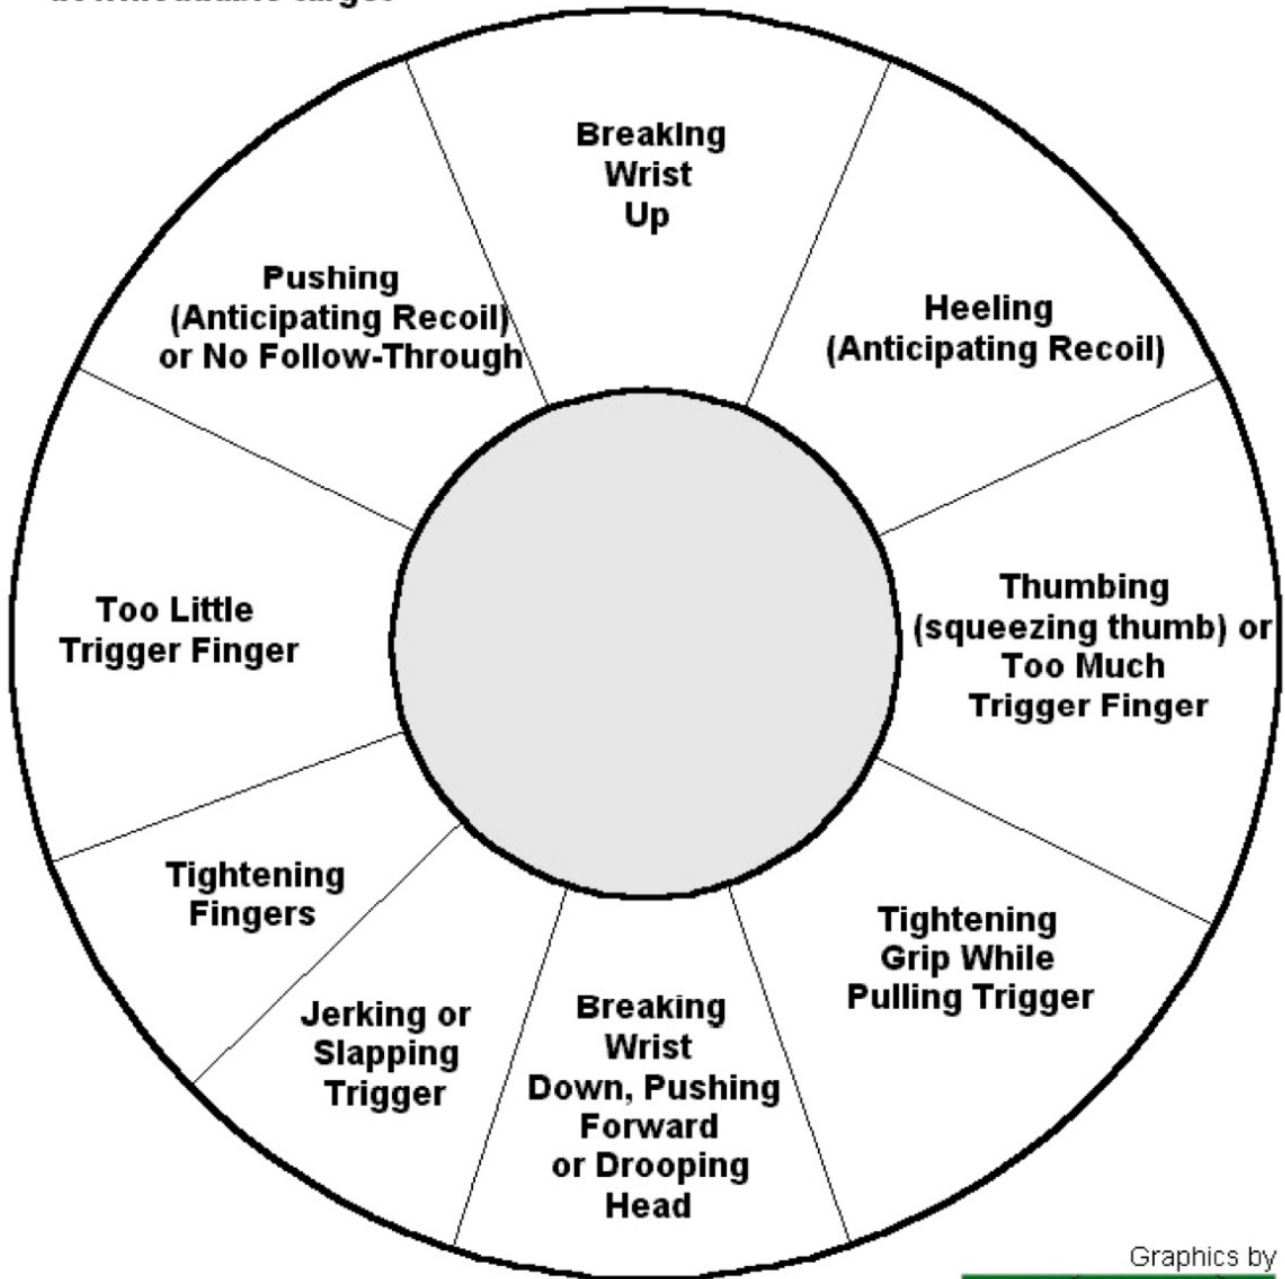 Breaking
Wrist
Up
Pushing
(Anticipating Recoil)
or No Follow-Through
Heeling
(Anticipating Recoil)
Too Little
Trigger Finger
Thumbing
(squeezing thumb) or
Too Much
Trigger Finger
Tightening
Fingers
Tightening
Grip While
Pulling Trigger
Jerking or
Slapping
Trigger
Breaking
Wrist
Down, Pushing
Forward
or Drooping
Head
Graphics by